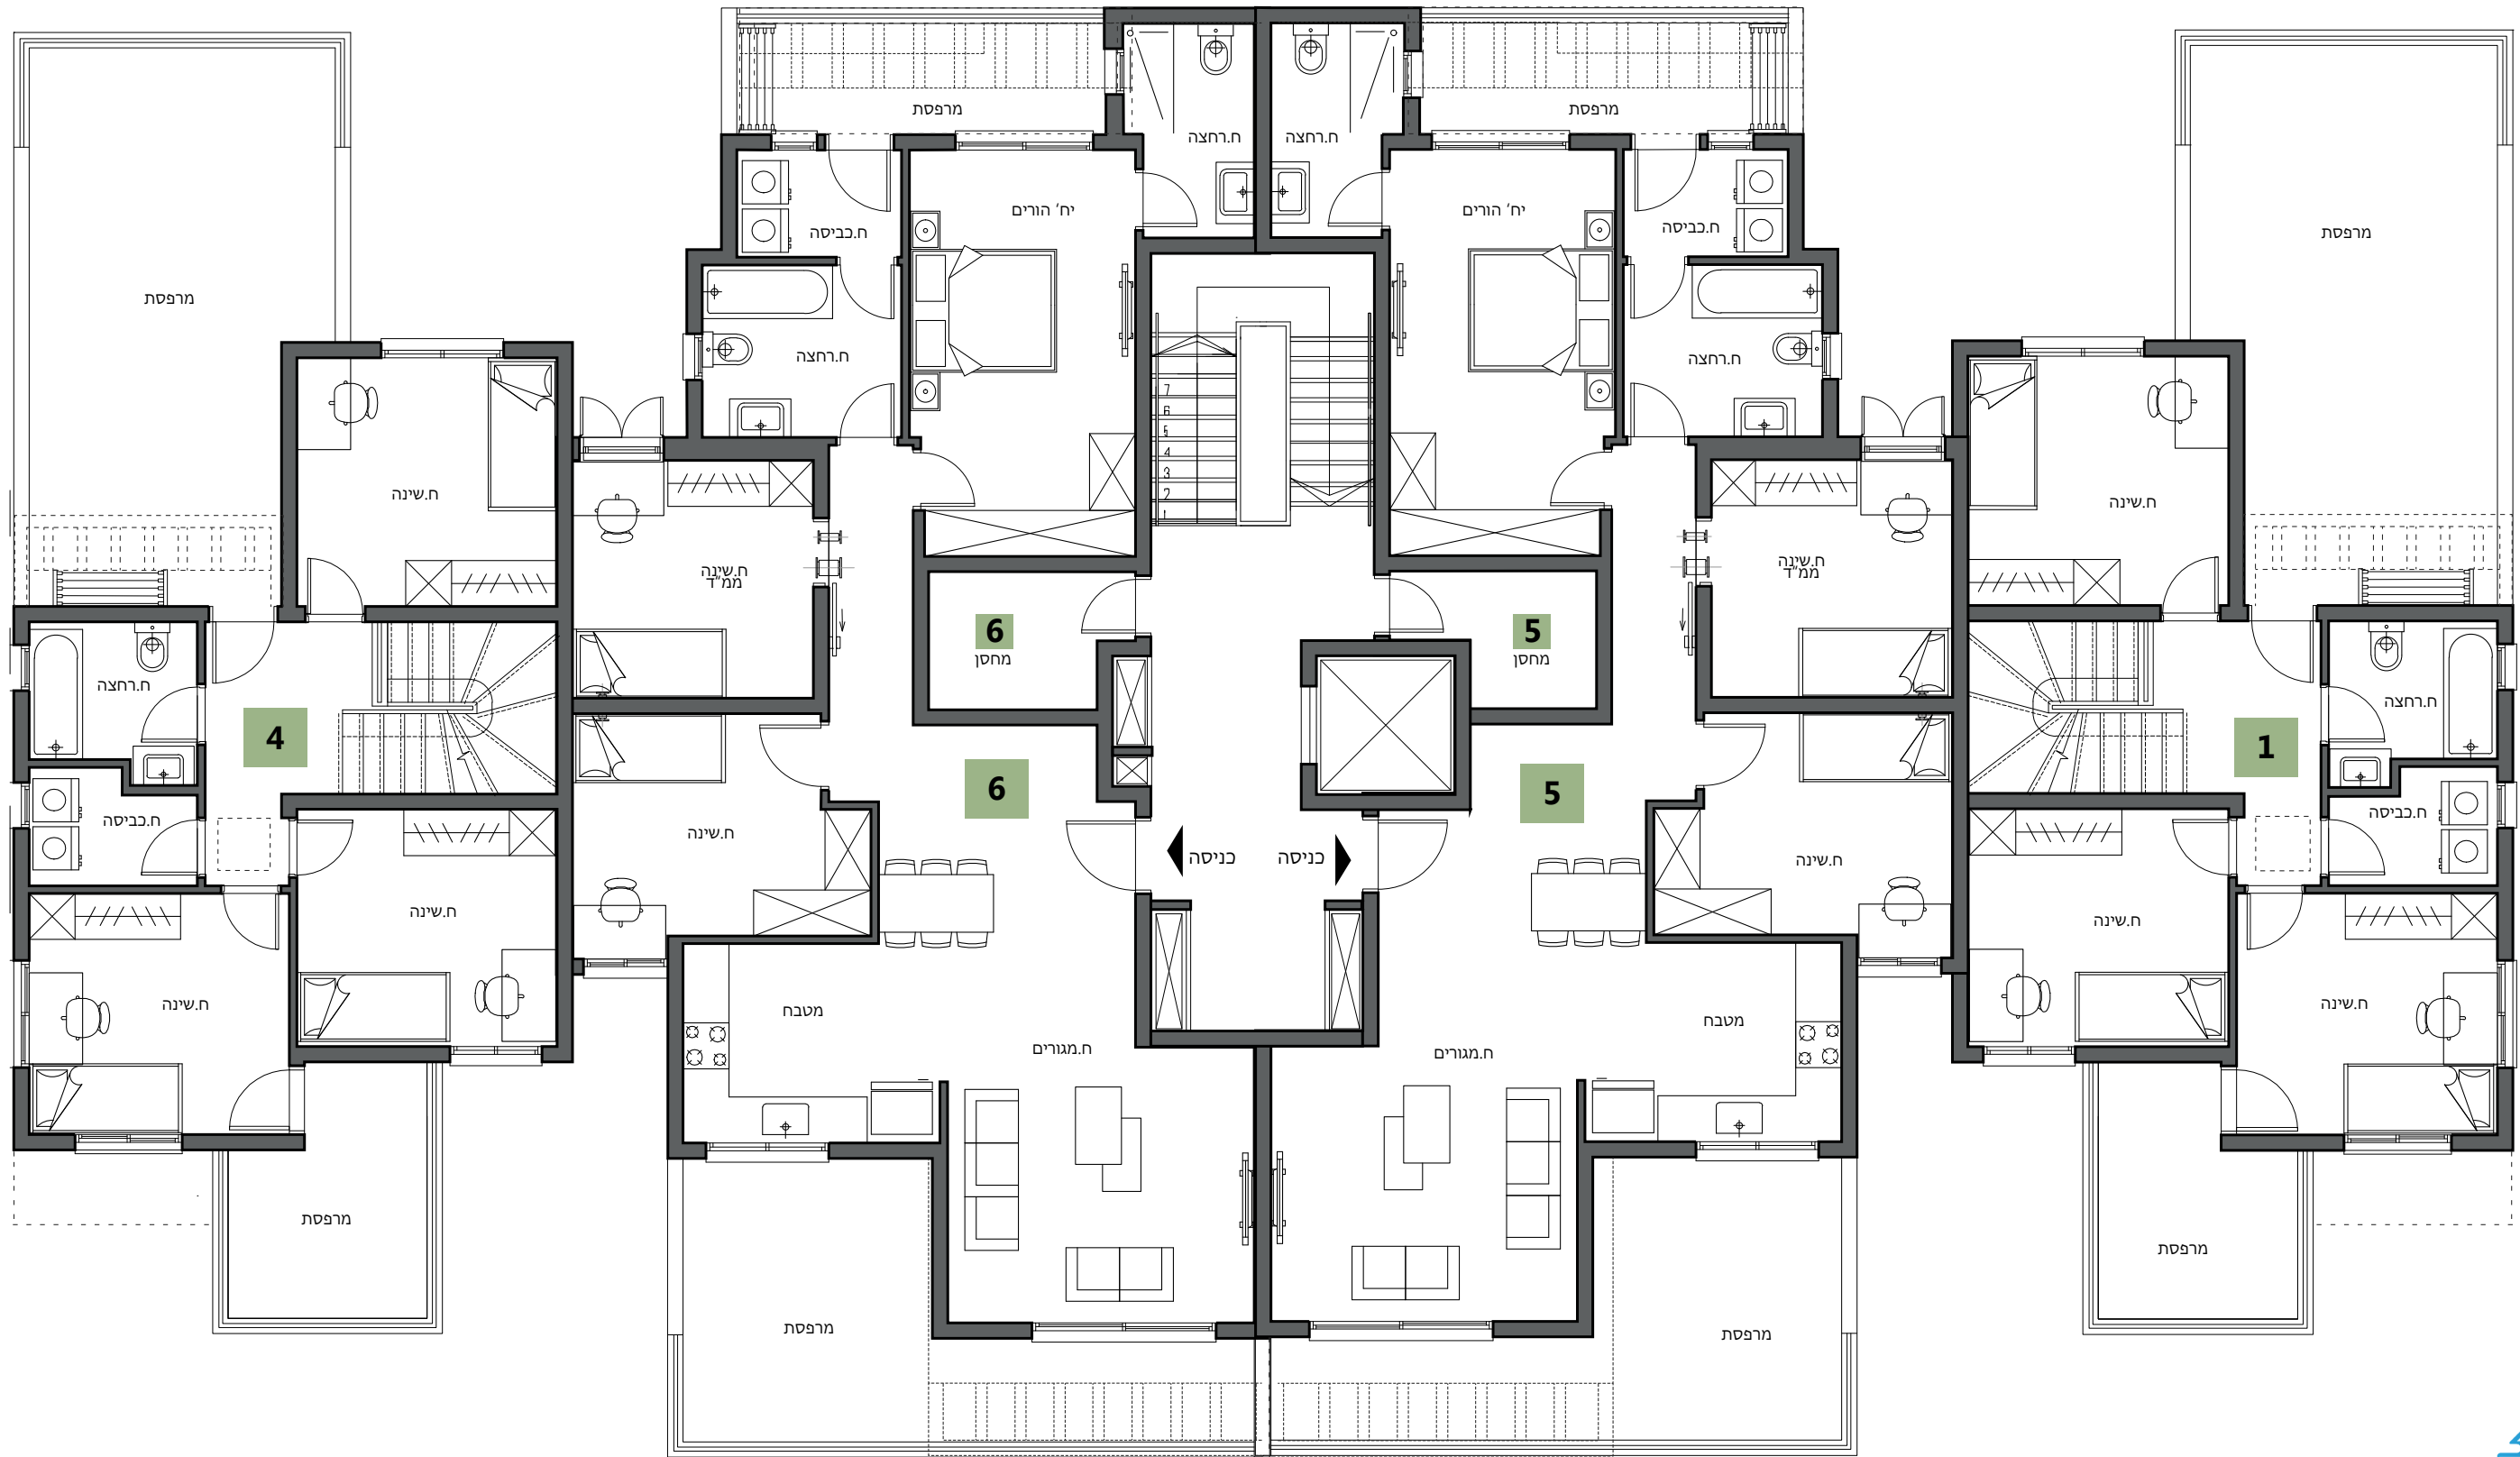 מרפסת
מרפסת
ח.רחצה
ח.רחצה
יח׳ הורים
יח׳ הורים
ח.כביסה
ח.כביסה
מרפסת
מרפסת
ח.רחצה
ח.רחצה
7
6
5
4
3
2
1
ח.שינה
ח.שינה
ח.שינה
ממ״ד
ח.שינה
ממ״ד
6
מחסן
5
מחסן
ח.רחצה
ח.רחצה
4
1
6
5
ח.כביסה
ח.כביסה
ח.שינה
כניסה
כניסה
ח.שינה
ח.שינה
ח.שינה
ח.שינה
ח.שינה
מטבח
מטבח
ח.מגורים
ח.מגורים
מרפסת
מרפסת
מרפסת
מרפסת